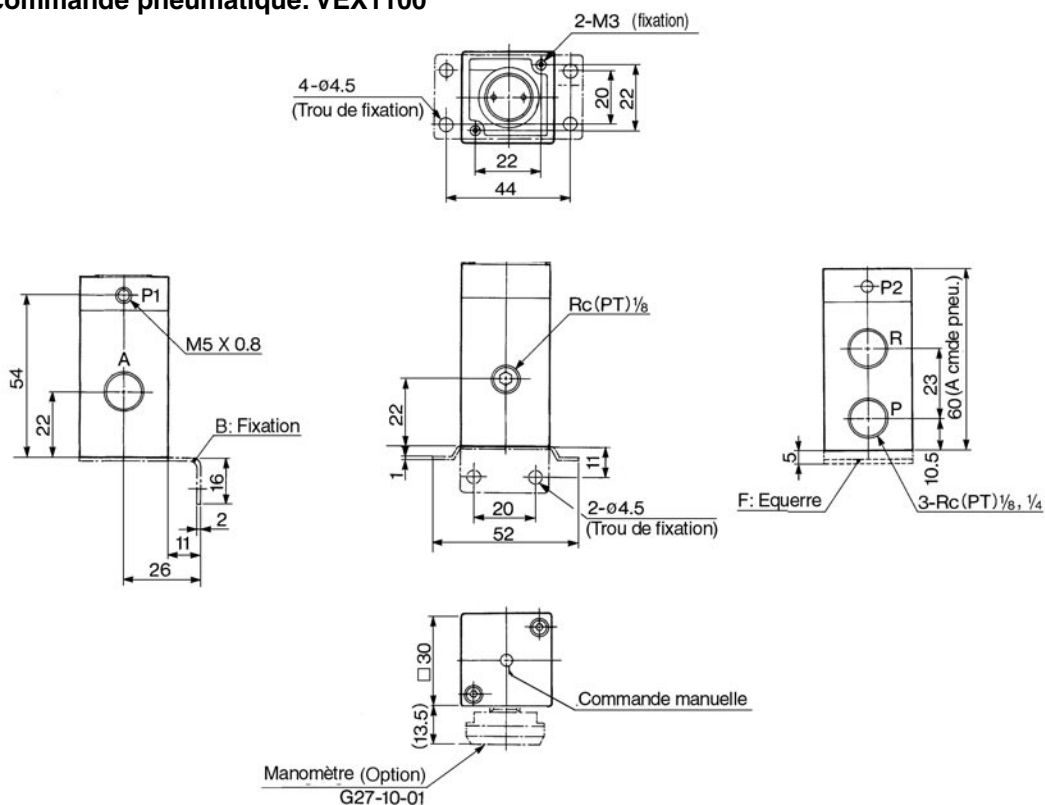 Commande pneumatique: VEX1100
2-M3 (fixation)
4-ø4.5
(Trou de fixation)
20
22
22
44
P1
M5 X 0.8
A
54
22
B: Fixation
16
2
11
26
Rc(PT)⅛
22
1
11
20
52
2-ø4.5
(Trou de fixation)
P2
R
P
60(A cmde pneu.)
23
10.5
5
F: Equerre
3-Rc(PT)⅛, ¼
□30
(13.5)
Commande manuelle
Manomètre (Option)
G27-10-01